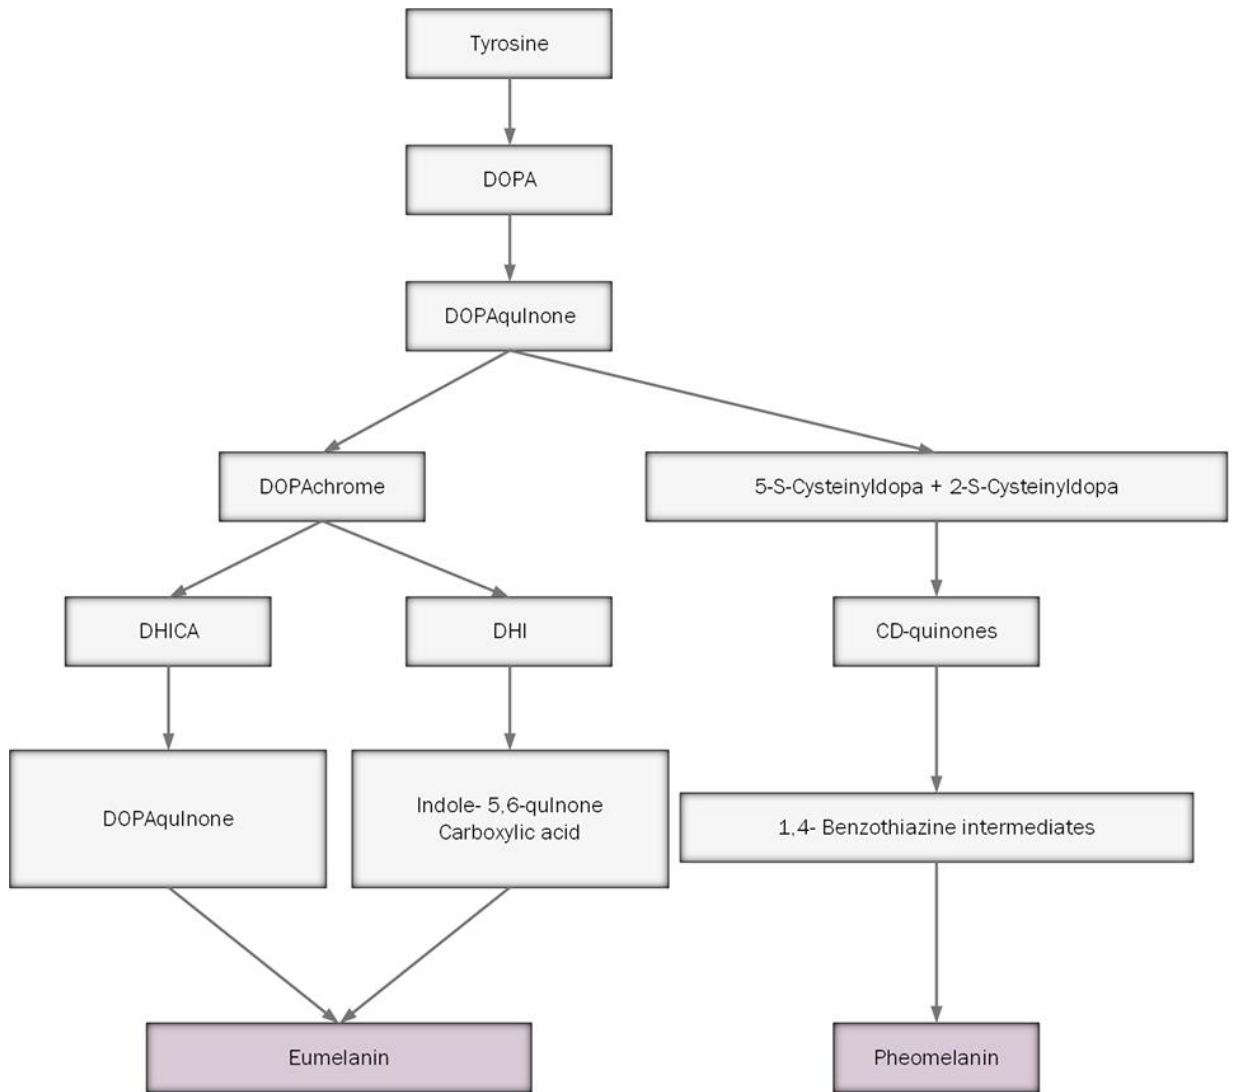 Tyrosine
DOPA
DOPAquInone
DOPAchrome
5-S-Cysteinyldopa + 2-S-Cysteinyldopa
DHICA
DHI
CD-quinones
DOPAquInone
Indole- 5,6-quInone
Carboxylic acid
1,4- Benzothiazine intermediates
Eumelanin
Pheomelanin